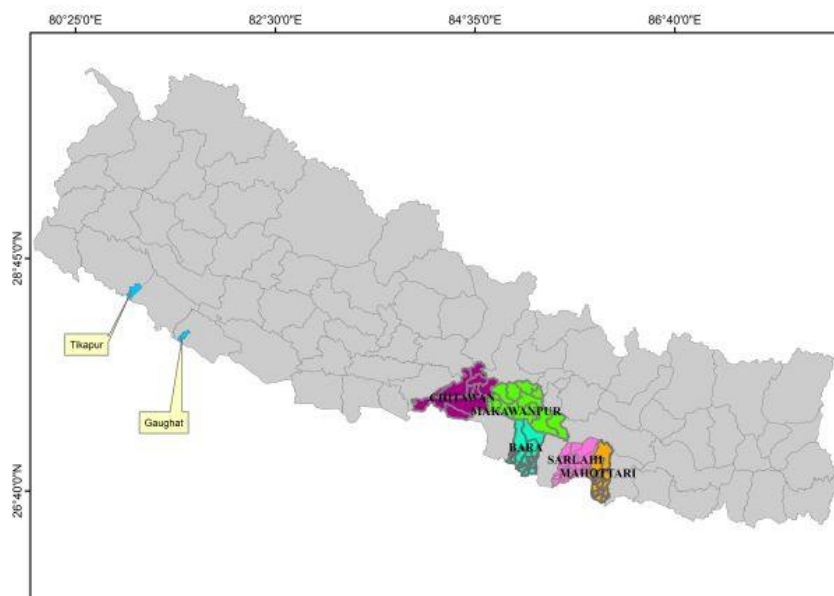 80°25'0"E 82°30'0"E 84°35'0"E 86°40'0"E
28°45'0"N
Tikapur
Gaughat
CHITAWAN
MAKAWANPUR
BARA
SARLAHI
MAHOTTARI
26°40'0"N